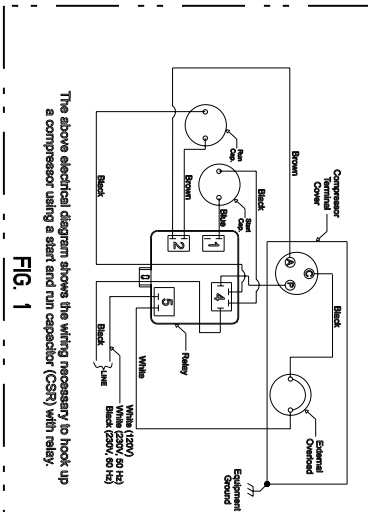 Compressor
Terminal
Cover
Black
External
Overload
C
A
P
Brown
Equipment
Ground
Black
Start
Cap.
Run
Cap.
Blue
Brown
1
2
4
5
Relay
White
White (120V)
White (230V, 50 Hz)
Black (230V, 60 Hz)
LINE
Black
Black
The above electrical diagram shows the wiring necessary to hook up
a compressor using a start and run capacitor (CSR) with relay.
FIG. 1